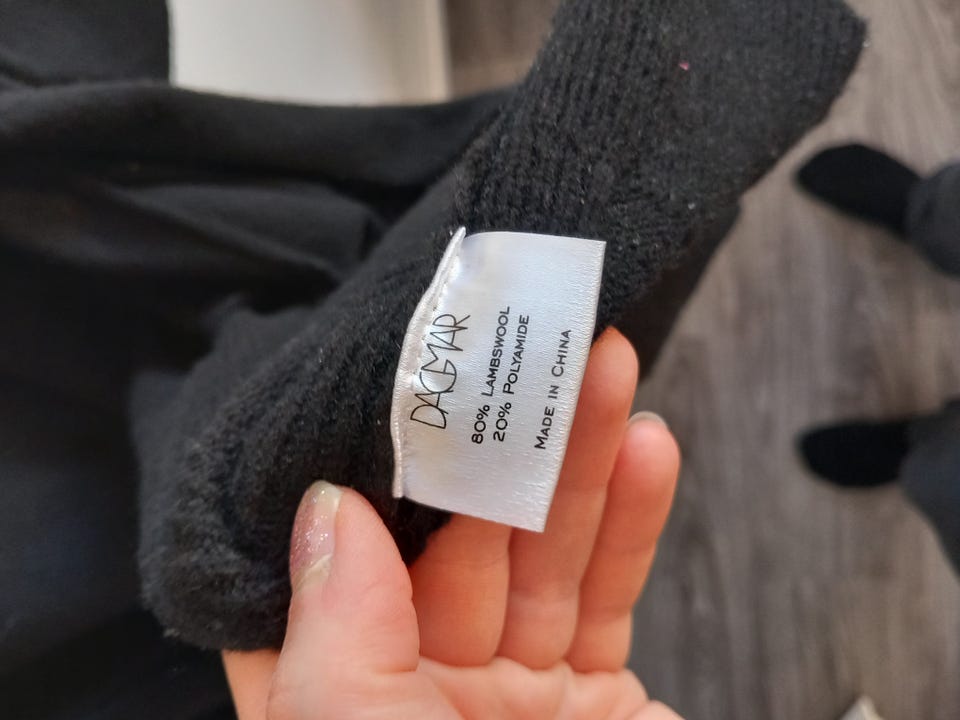 DAGMAR
80% LAMBSWOOL
20% POLYAMIDE
MADE IN CHINA